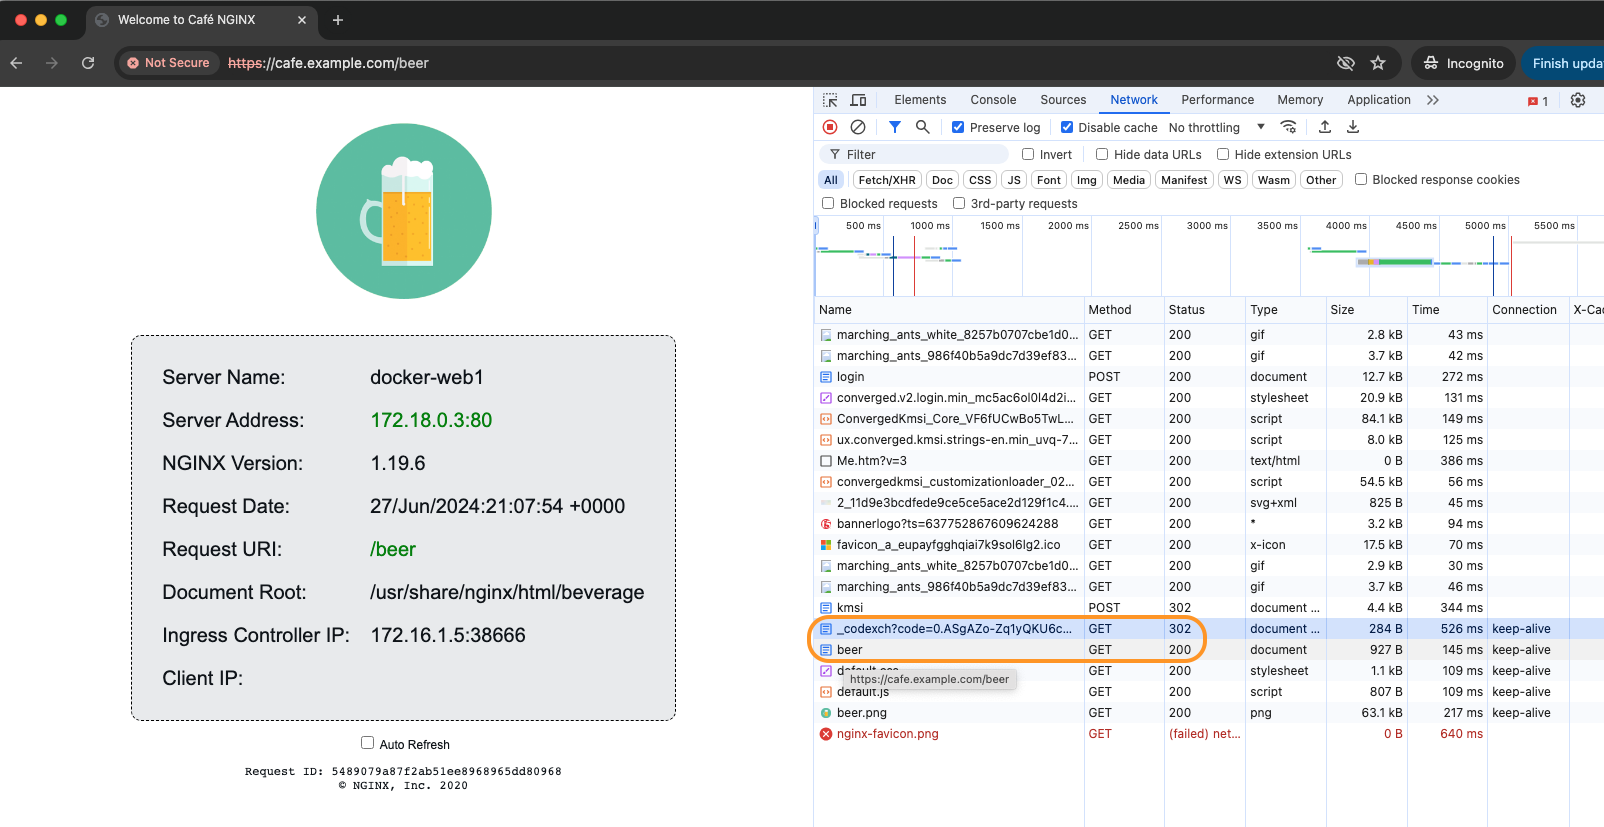 Welcome to Café NGINX
Not Secure https://cafe.example.com/beer Incognito Finish upda
Elements Console Sources Network Performance Memory Application 1
Preserve log Disable cache No throttling
Filter Invert Hide data URLs Hide extension URLs
All Fetch/XHR Doc CSS JS Font Img Media Manifest WS Wasm Other Blocked response cookies
Blocked requests 3rd-party requests
500 ms 1000 ms 1500 ms 2000 ms 2500 ms 3000 ms 3500 ms 4000 ms 4500 ms 5000 ms 5500 ms
Name Method Status Type Size Time Connection X-Cac
marching_ants_white_8257b0707cbe1d0... GET 200 gif 2.8 kB 43 ms
marching_ants_986f40b5a9dc7d39ef83... GET 200 gif 3.7 kB 42 ms
login POST 200 document 12.7 kB 272 ms
converged.v2.login.min_mc5ac6ol0l4d2i... GET 200 stylesheet 20.9 kB 131 ms
ConvergedKmsi_Core_VF6fUCwBo5TwL... GET 200 script 84.1 kB 149 ms
ux.converged.kmsi.strings-en.min_uvq-7... GET 200 script 8.0 kB 125 ms
Me.htm?v=3 GET 200 text/html 0 B 386 ms
convergedkmsi_customizationloader_02... GET 200 script 54.5 kB 56 ms
2_11d9e3bcdfede9ce5ce5ace2d129f1c4.... GET 200 svg+xml 825 B 45 ms
bannerlogo?ts=637752867609624288 GET 200 * 3.2 kB 94 ms
favicon_a_eupayfgghqiai7k9sol6lg2.ico GET 200 x-icon 17.5 kB 70 ms
marching_ants_white_8257b0707cbe1d0... GET 200 gif 2.9 kB 30 ms
marching_ants_986f40b5a9dc7d39ef83... GET 200 gif 3.7 kB 46 ms
kmsi POST 302 document ... 4.4 kB 344 ms
_codexch?code=0.ASgAZo-Zq1yQKU6c... GET 302 document ... 284 B 526 ms keep-alive
beer GET 200 document 927 B 145 ms keep-alive
default.css GET 200 stylesheet 1.1 kB 109 ms keep-alive
https://cafe.example.com/beer
default.js GET 200 script 807 B 109 ms keep-alive
beer.png GET 200 png 63.1 kB 217 ms keep-alive
nginx-favicon.png GET (failed) net... 0 B 640 ms
Server Name: docker-web1
Server Address: 172.18.0.3:80
NGINX Version: 1.19.6
Request Date: 27/Jun/2024:21:07:54 +0000
Request URI: /beer
Document Root: /usr/share/nginx/html/beverage
Ingress Controller IP: 172.16.1.5:38666
Client IP:
Auto Refresh
Request ID: 5489079a87f2ab51ee8968965dd80968
© NGINX, Inc. 2020